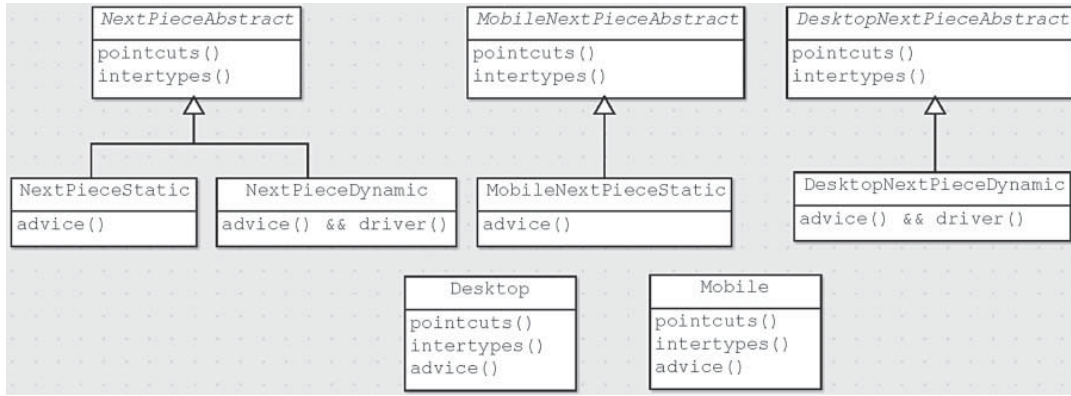 NextPieceAbstract
pointcuts()
intertypes()
MobileNextPieceAbstract
pointcuts()
intertypes()
DesktopNextPieceAbstract
pointcuts()
intertypes()
NextPieceStatic
advice()
NextPieceDynamic
advice() && driver()
MobileNextPieceStatic
advice()
DesktopNextPieceDynamic
advice() && driver()
Desktop
pointcuts()
intertypes()
advice()
Mobile
pointcuts()
intertypes()
advice()